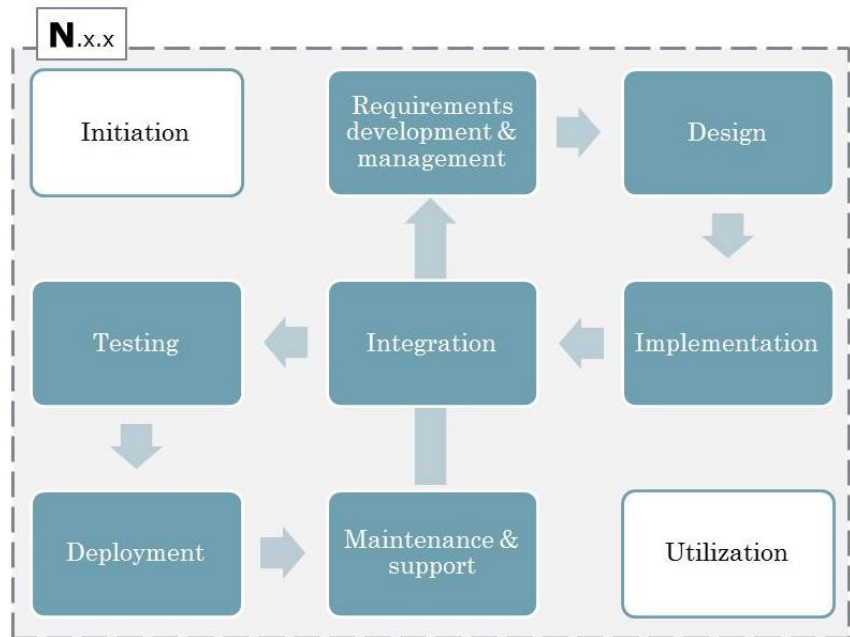 N.x.x
Initiation
Requirements
development &
management
Design
Testing
Integration
Implementation
Deployment
Maintenance &
support
Utilization